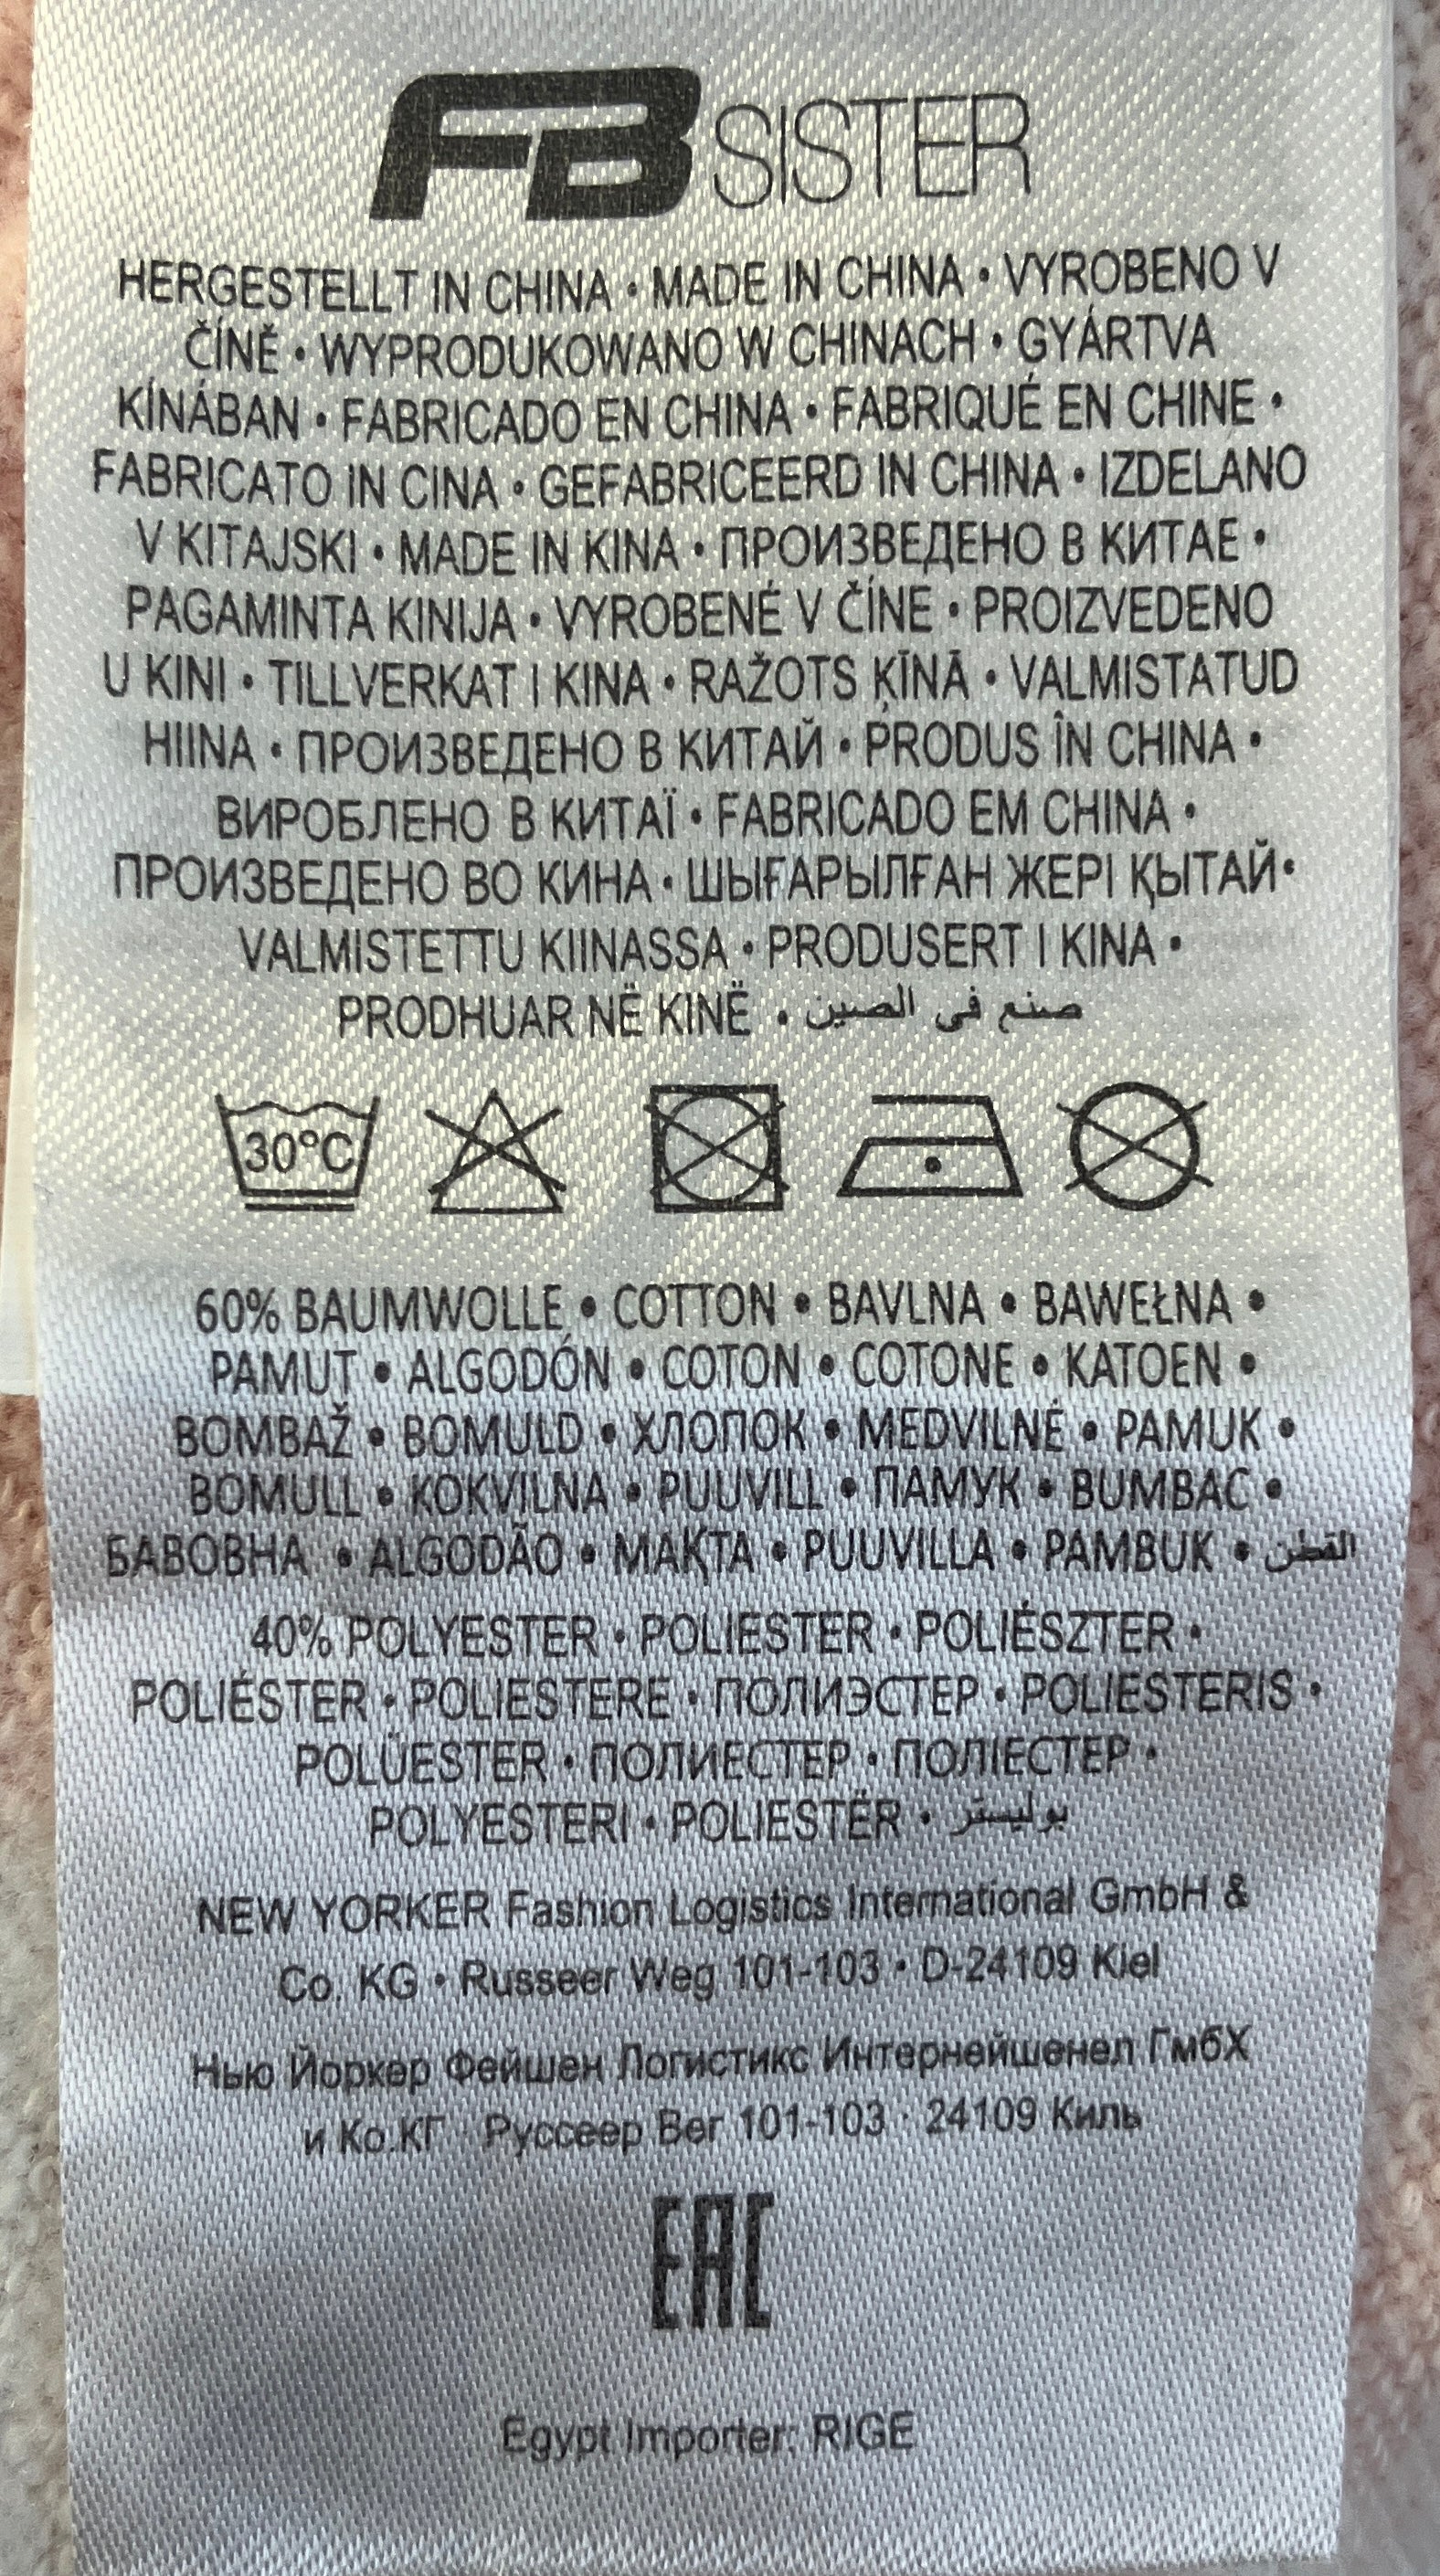 FB SISTER
HERGESTELLT IN CHINA • MADE IN CHINA • VYROBENO V
ČÍNĚ • WYPRODUKOWANO W CHINACH • GYÁRTVA
KÍNÁBAN • FABRICADO EN CHINA • FABRIQUÉ EN CHINE •
FABRICATO IN CINA • GEFABRICEERD IN CHINA • IZDELANO
V KITAJSKI • MADE IN KINA • ПРОИЗВЕДЕНО В КИТАЕ •
PAGAMINTA KINIJA • VYROBENÉ V ČÍNE • PROIZVEDENO
U KINI • TILLVERKAT I KINA • RAŽOTS ĶĪNĀ • VALMISTATUD
HIINA • ПРОИЗВЕДЕНО В КИТАЙ • PRODUS ÎN CHINA •
ВИРОБЛЕНО В КИТАЇ • FABRICADO EM CHINA •
ПРОИЗВЕДЕНО ВО КИНА • ШЫҒАРЫЛҒАН ЖЕРІ ҚЫТАЙ •
VALMISTETTU KIINASSA • PRODUSERT I KINA •
PRODHUAR NË KINË • صنع في الصين
30°C
60% BAUMWOLLE • COTTON • BAVLNA • BAWEŁNA •
PAMUT • ALGODÓN • COTON • COTONE • KATOEN •
BOMBAŽ • BOMULD • ХЛОПОК • MEDVILNĖ • PAMUK •
BOMULL • KOKVILNA • PUUVILL • ПАМУК • BUMBAC •
БАВОВНА • ALGODÃO • МАҚТА • PUUVILLA • PAMBUK • القطن
40% POLYESTER • POLIESTER • POLIÉSZTER •
POLIÉSTER • POLIESTERE • ПОЛИЭСТЕР • POLIESTERIS •
POLÜESTER • ПОЛИЕСТЕР • ПОЛІЕСТЕР •
POLYESTERI • POLIESTËR • بوليستر
NEW YORKER Fashion Logistics International GmbH &
Co. KG • Russeer Weg 101-103 • D-24109 Kiel
Нью Йоркер Фейшен Логистикс Интернейшенел ГмбХ
и Ко.КГ · Руссеер Вег 101-103 · 24109 Киль
EAC
Egypt Importer: RIGE